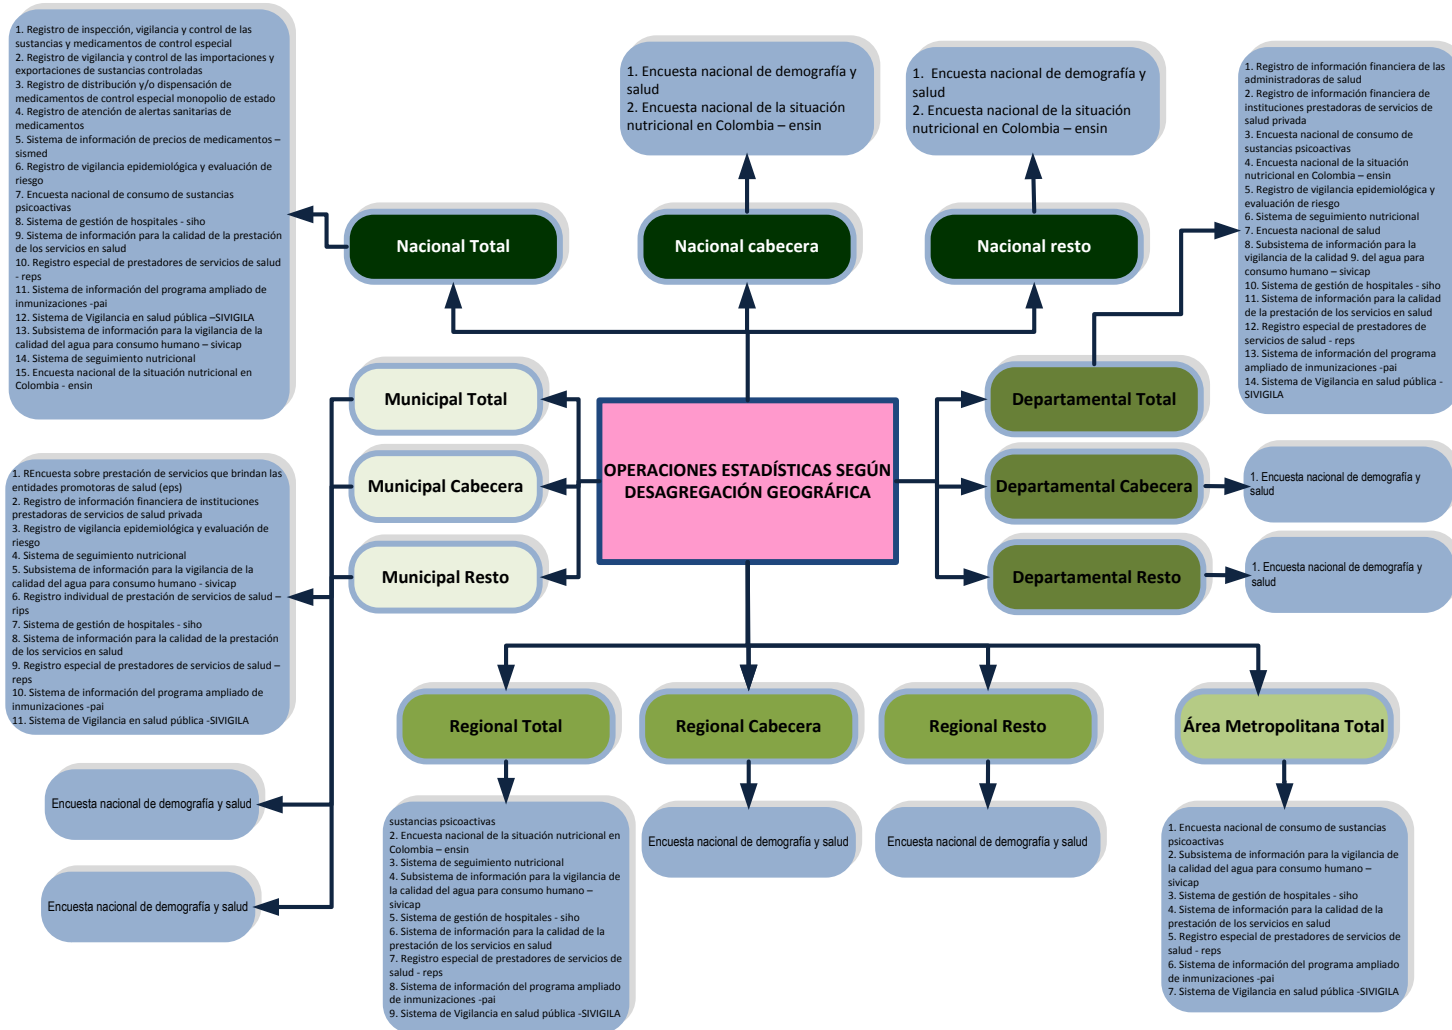 1. Registro de inspección, vigilancia y control de las
sustancias y medicamentos de control especial
2. Registro de vigilancia y control de las importaciones y
exportaciones de sustancias controladas
3. Registro de distribución y/o dispensación de
medicamentos de control especial monopolio de estado
4. Registro de atención de alertas sanitarias de
medicamentos
5. Sistema de información de precios de medicamentos –
sismed
6. Registro de vigilancia epidemiológica y evaluación de
riesgo
7. Encuesta nacional de consumo de sustancias
psicoactivas
8. Sistema de gestión de hospitales - siho
9. Sistema de información para la calidad de la prestación
de los servicios en salud
10. Registro especial de prestadores de servicios de salud
- reps
11. Sistema de información del programa ampliado de
inmunizaciones -pai
12. Sistema de Vigilancia en salud pública –SIVIGILA
13. Subsistema de información para la vigilancia de la
calidad del agua para consumo humano – sivicap
14. Sistema de seguimiento nutricional
15. Encuesta nacional de la situación nutricional en
Colombia - ensin
1. Encuesta nacional de demografía y
salud
2. Encuesta nacional de la situación
nutricional en Colombia – ensin
1. Encuesta nacional de demografía y
salud
2. Encuesta nacional de la situación
nutricional en Colombia – ensin
1. Registro de información financiera de las
administradoras de salud
2. Registro de información financiera de
instituciones prestadoras de servicios de
salud privada
3. Encuesta nacional de consumo de
sustancias psicoactivas
4. Encuesta nacional de la situación
nutricional en Colombia – ensin
5. Registro de vigilancia epidemiológica y
evaluación de riesgo
6. Sistema de seguimiento nutricional
7. Encuesta nacional de salud
8. Subsistema de información para la
vigilancia de la calidad 9. del agua para
consumo humano – sivicap
10. Sistema de gestión de hospitales - siho
11. Sistema de información para la calidad
de la prestación de los servicios en salud
12. Registro especial de prestadores de
servicios de salud - reps
13. Sistema de información del programa
ampliado de inmunizaciones -pai
14. Sistema de Vigilancia en salud pública -
SIVIGILA
Nacional Total
Nacional cabecera
Nacional resto
Municipal Total
Municipal Cabecera
Municipal Resto
OPERACIONES ESTADÍSTICAS SEGÚN
DESAGREGACIÓN GEOGRÁFICA
Departamental Total
Departamental Cabecera
Departamental Resto
1. Encuesta nacional de demografía y
salud
1. Encuesta nacional de demografía y
salud
1. REncuesta sobre prestación de servicios que brindan las
entidades promotoras de salud (eps)
2. Registro de información financiera de instituciones
prestadoras de servicios de salud privada
3. Registro de vigilancia epidemiológica y evaluación de
riesgo
4. Sistema de seguimiento nutricional
5. Subsistema de información para la vigilancia de la
calidad del agua para consumo humano - sivicap
6. Registro individual de prestación de servicios de salud –
rips
7. Sistema de gestión de hospitales - siho
8. Sistema de información para la calidad de la prestación
de los servicios en salud
9. Registro especial de prestadores de servicios de salud –
reps
10. Sistema de información del programa ampliado de
inmunizaciones -pai
11. Sistema de Vigilancia en salud pública -SIVIGILA
Encuesta nacional de demografía y salud
Encuesta nacional de demografía y salud
Regional Total
Regional Cabecera
Regional Resto
Área Metropolitana Total
sustancias psicoactivas
2. Encuesta nacional de la situación nutricional en
Colombia – ensin
3. Sistema de seguimiento nutricional
4. Subsistema de información para la vigilancia de
la calidad del agua para consumo humano –
sivicap
5. Sistema de gestión de hospitales - siho
6. Sistema de información para la calidad de la
prestación de los servicios en salud
7. Registro especial de prestadores de servicios de
salud - reps
8. Sistema de información del programa ampliado
de inmunizaciones -pai
9. Sistema de Vigilancia en salud pública -SIVIGILA
Encuesta nacional de demografía y salud
Encuesta nacional de demografía y salud
1. Encuesta nacional de consumo de sustancias
psicoactivas
2. Subsistema de información para la vigilancia de
la calidad del agua para consumo humano –
sivicap
3. Sistema de gestión de hospitales - siho
4. Sistema de información para la calidad de la
prestación de los servicios en salud
5. Registro especial de prestadores de servicios de
salud - reps
6. Sistema de información del programa ampliado
de inmunizaciones -pai
7. Sistema de Vigilancia en salud pública -SIVIGILA